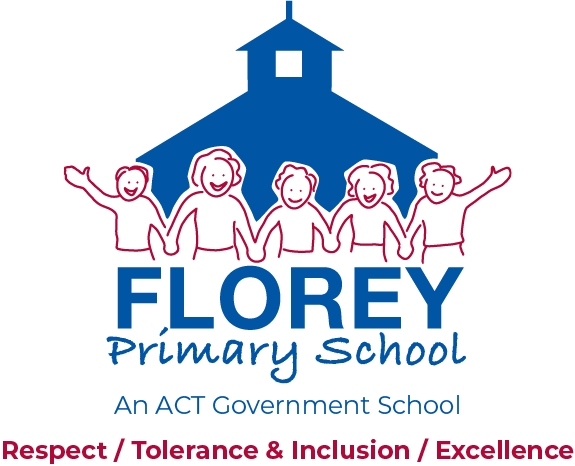 FLOREY
Primary School
An ACT Government School
Respect / Tolerance & Inclusion / Excellence